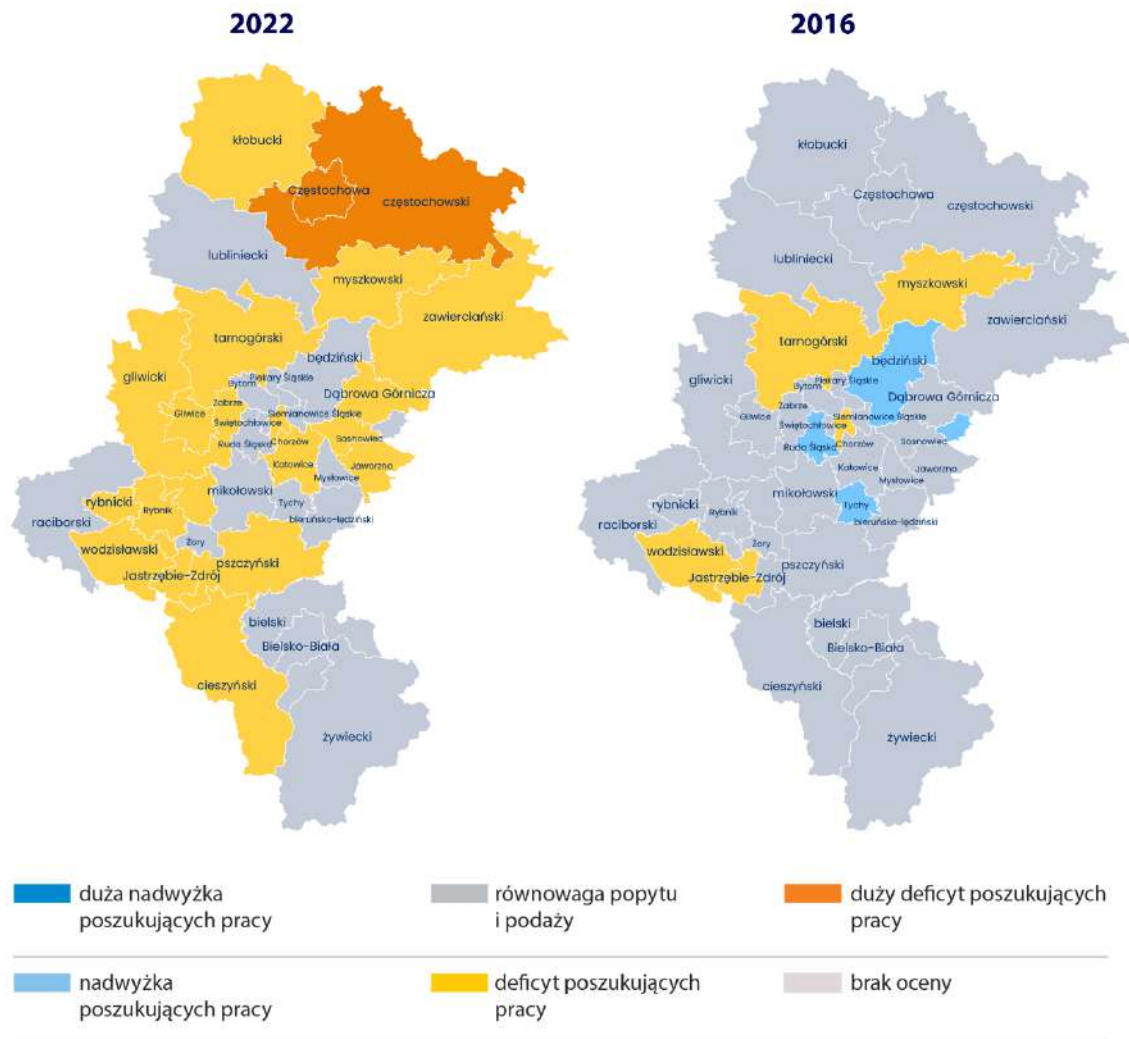 2022
kłobucki
Częstochowa
częstochowski
lubliniecki
myszkowski
zawierciański
tarnogórski
będziński
gliwicki
Piekary Śląskie
Bytom
Dąbrowa Górnicza
Zabrze
Gliwice
Siemianowice Śląskie
Świętochłowice
Ruda Śląska
Chorzów
Sosnowiec
Katowice
Jaworzno
Mysłowice
mikołowski
rybnicki
Tychy
Rybnik
bieruńsko-lędziński
raciborski
Żory
wodzisławski
pszczyński
Jastrzębie-Zdrój
bielski
Bielsko-Biała
cieszyński
żywiecki
2016
kłobucki
Częstochowa
częstochowski
lubliniecki
myszkowski
zawierciański
tarnogórski
będziński
gliwicki
Piekary Śląskie
Bytom
Dąbrowa Górnicza
Zabrze
Gliwice
Siemianowice Śląskie
Świętochłowice
Ruda Śląska
Chorzów
Sosnowiec
Katowice
Jaworzno
Mysłowice
mikołowski
rybnicki
Tychy
Rybnik
bieruńsko-lędziński
raciborski
Żory
wodzisławski
pszczyński
Jastrzębie-Zdrój
bielski
Bielsko-Biała
cieszyński
żywiecki
duża nadwyżka
poszukujących pracy
równowaga popytu
i podaży
duży deficyt poszukujących
pracy
nadwyżka
poszukujących pracy
deficyt poszukujących
pracy
brak oceny